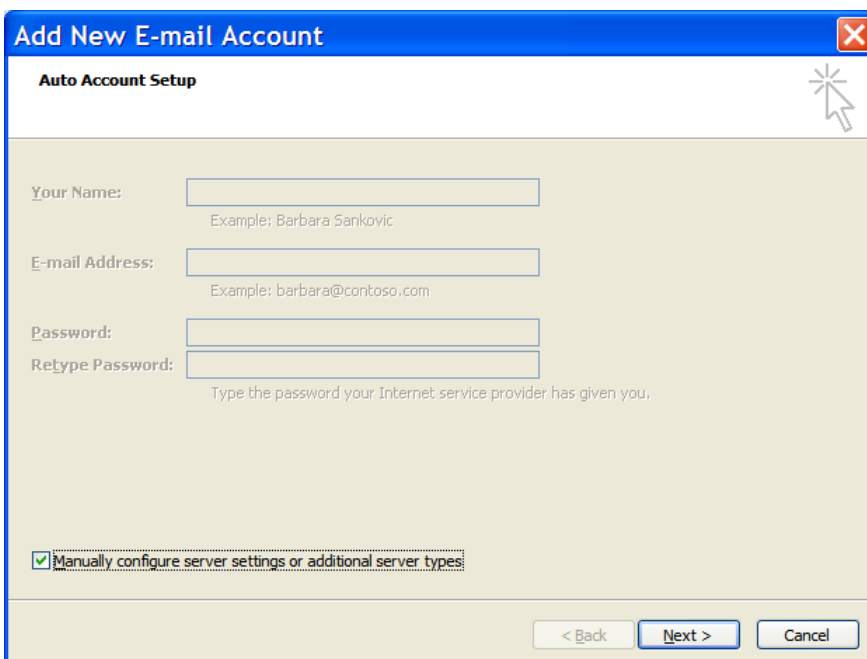 Add New E-mail Account
Auto Account Setup
Your Name:
Example: Barbara Sankovic
E-mail Address:
Example: barbara@contoso.com
Password:
Retype Password:
Type the password your Internet service provider has given you.
Manually configure server settings or additional server types
< Back Next > Cancel